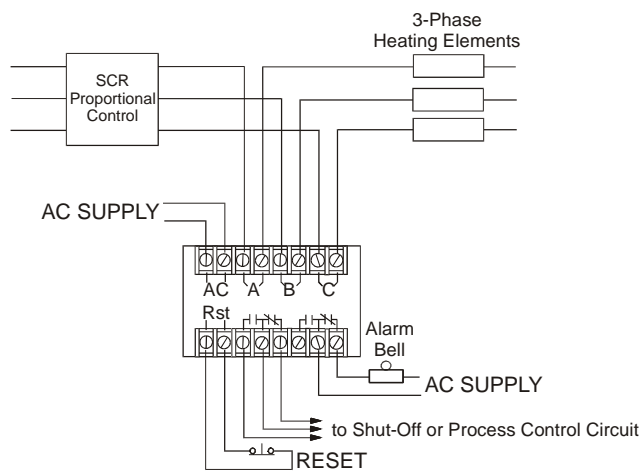 3-Phase
Heating Elements
SCR
Proportional
Control
AC SUPPLY
AC A B C
Rst
Alarm
Bell
AC SUPPLY
to Shut-Off or Process Control Circuit
RESET